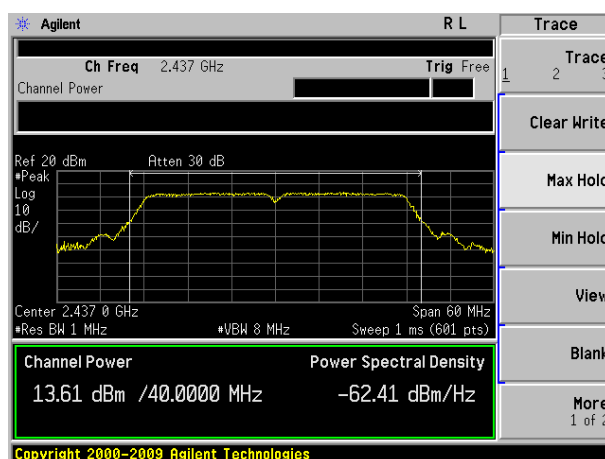 Agilent R L Trace
Ch Freq 2.437 GHz Trig Free
Channel Power
Trace
1 2 3
Clear Write
Max Hold
Min Hold
View
Blank
More
1 of 2
Ref 20 dBm Atten 30 dB
#Peak
Log
10
dB/
Center 2.437 0 GHz Span 60 MHz
#Res BW 1 MHz #VBW 8 MHz Sweep 1 ms (601 pts)
Channel Power Power Spectral Density
13.61 dBm /40.0000 MHz -62.41 dBm/Hz
Copyright 2000-2009 Agilent Technologies